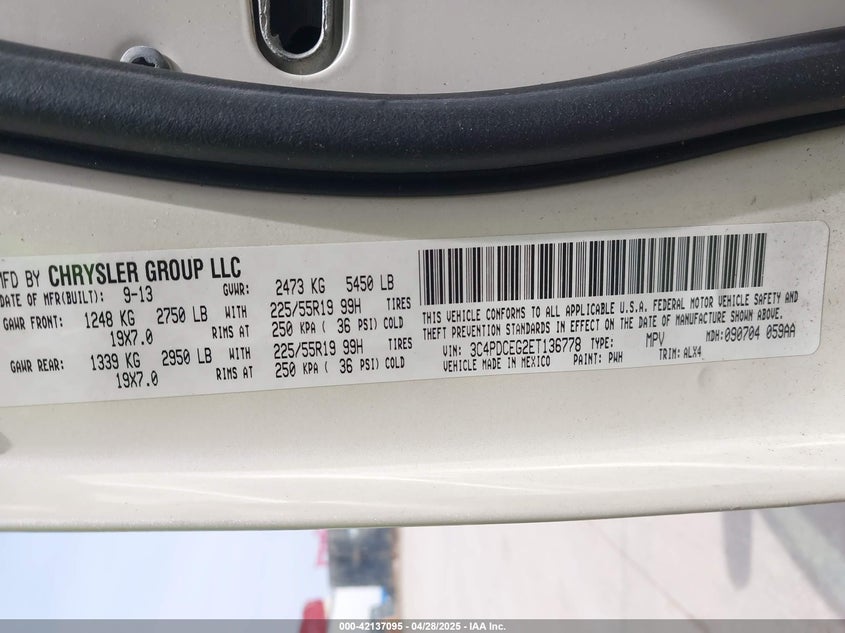 MFD BY CHRYSLER GROUP LLC
DATE OF MFR(BUILT): 9-13 GVWR: 2473 KG 5450 LB
GAWR FRONT: 1248 KG 2750 LB WITH 225/55R19 99H TIRES
19X7.0 RIMS AT 250 KPA ( 36 PSI) COLD
GAWR REAR: 1339 KG 2950 LB WITH 225/55R19 99H TIRES
19X7.0 RIMS AT 250 KPA ( 36 PSI) COLD
THIS VEHICLE CONFORMS TO ALL APPLICABLE U.S.A. FEDERAL MOTOR VEHICLE SAFETY AND
THEFT PREVENTION STANDARDS IN EFFECT ON THE DATE OF MANUFACTURE SHOWN ABOVE.
VIN: 3C4PDCEG2ET136778 TYPE: MPV MDH: 090704 059AA
VEHICLE MADE IN MEXICO PAINT: PWH TRIM: ALX4
000-42137095 - 04/28/2025 - IAA Inc.